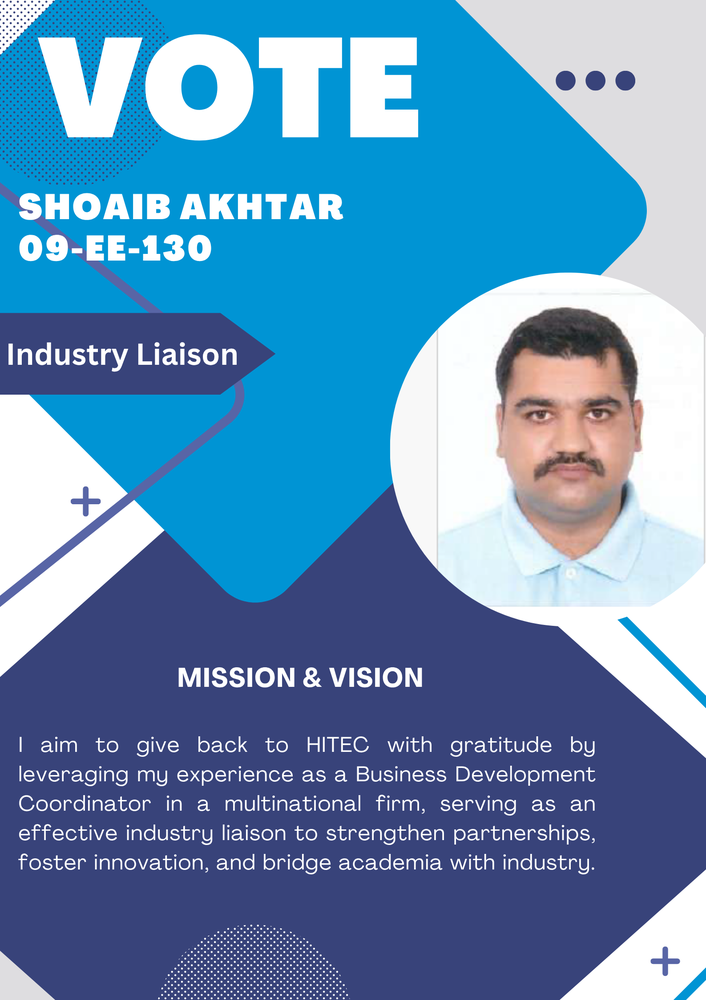 VOTE
SHOAIB AKHTAR
09-EE-130
Industry Liaison
MISSION & VISION
I aim to give back to HITEC with gratitude by
leveraging my experience as a Business Development
Coordinator in a multinational firm, serving as an
effective industry liaison to strengthen partnerships,
foster innovation, and bridge academia with industry.